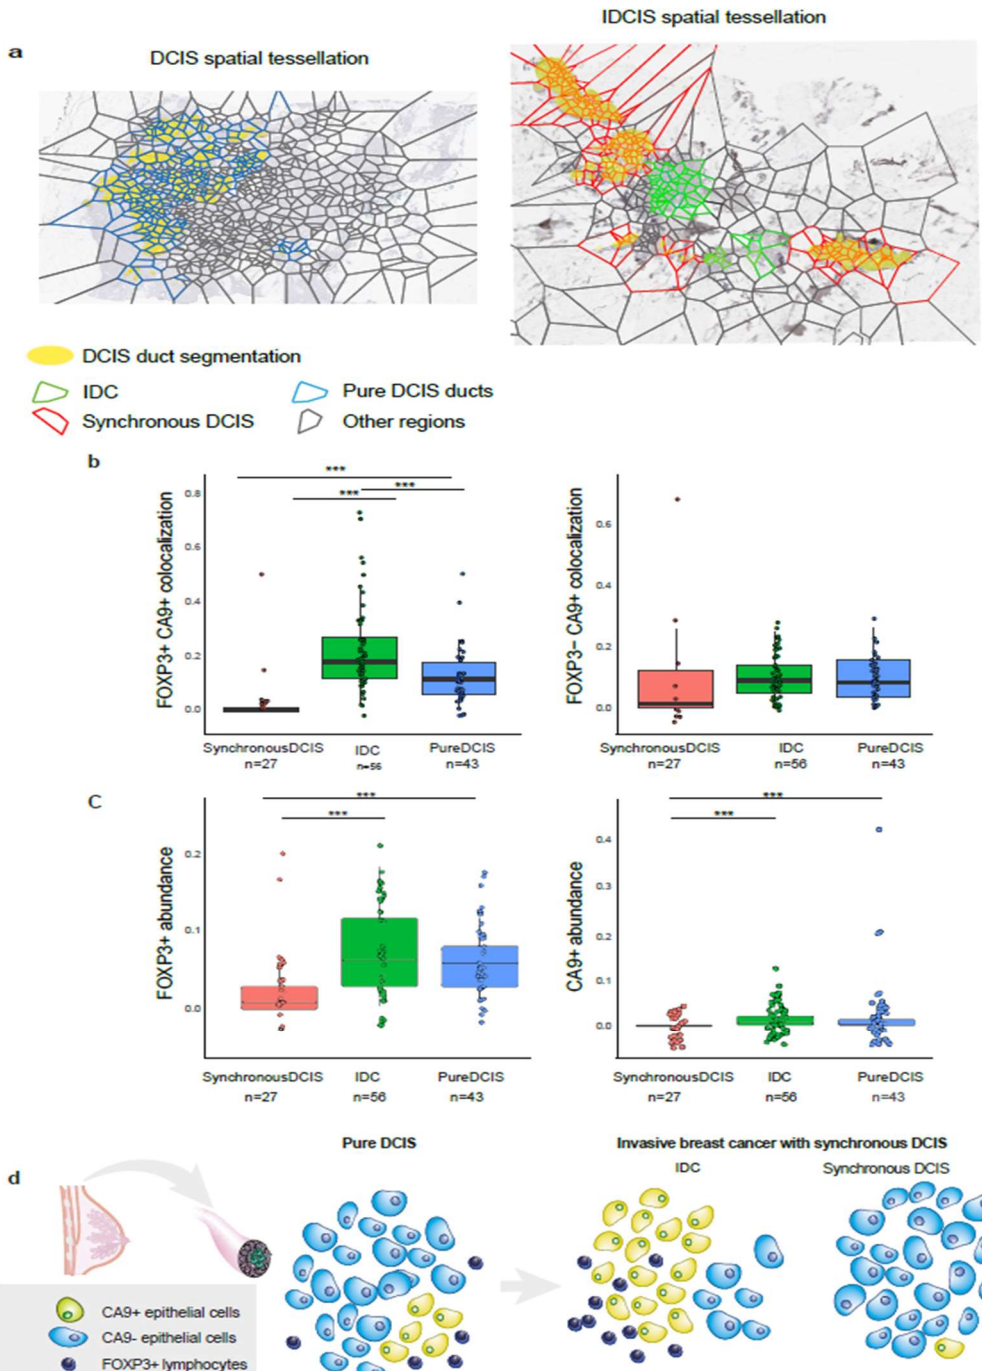 IDCIS spatial tessellation
a
DCIS spatial tessellation
DCIS duct segmentation
IDC
Pure DCIS ducts
Synchronous DCIS
Other regions
b
FOXP3+ CA9+ colocalization
0.8
0.6
0.4
0.2
0.0
***
***
***
SynchronousDCIS
IDC
PureDCIS
n=27
n=56
n=43
FOXP3− CA9+ colocalization
0.6
0.4
0.2
0.0
SynchronousDCIS
IDC
PureDCIS
n=27
n=56
n=43
C
FOXP3+ abundance
0.2
0.1
0.0
***
***
SynchronousDCIS
IDC
PureDCIS
n=27
n=56
n=43
CA9+ abundance
0.4
0.3
0.2
0.1
0.0
***
***
SynchronousDCIS
IDC
PureDCIS
n=27
n=56
n=43
d
Pure DCIS
Invasive breast cancer with synchronous DCIS
IDC
Synchronous DCIS
CA9+ epithelial cells
CA9- epithelial cells
FOXP3+ lymphocytes